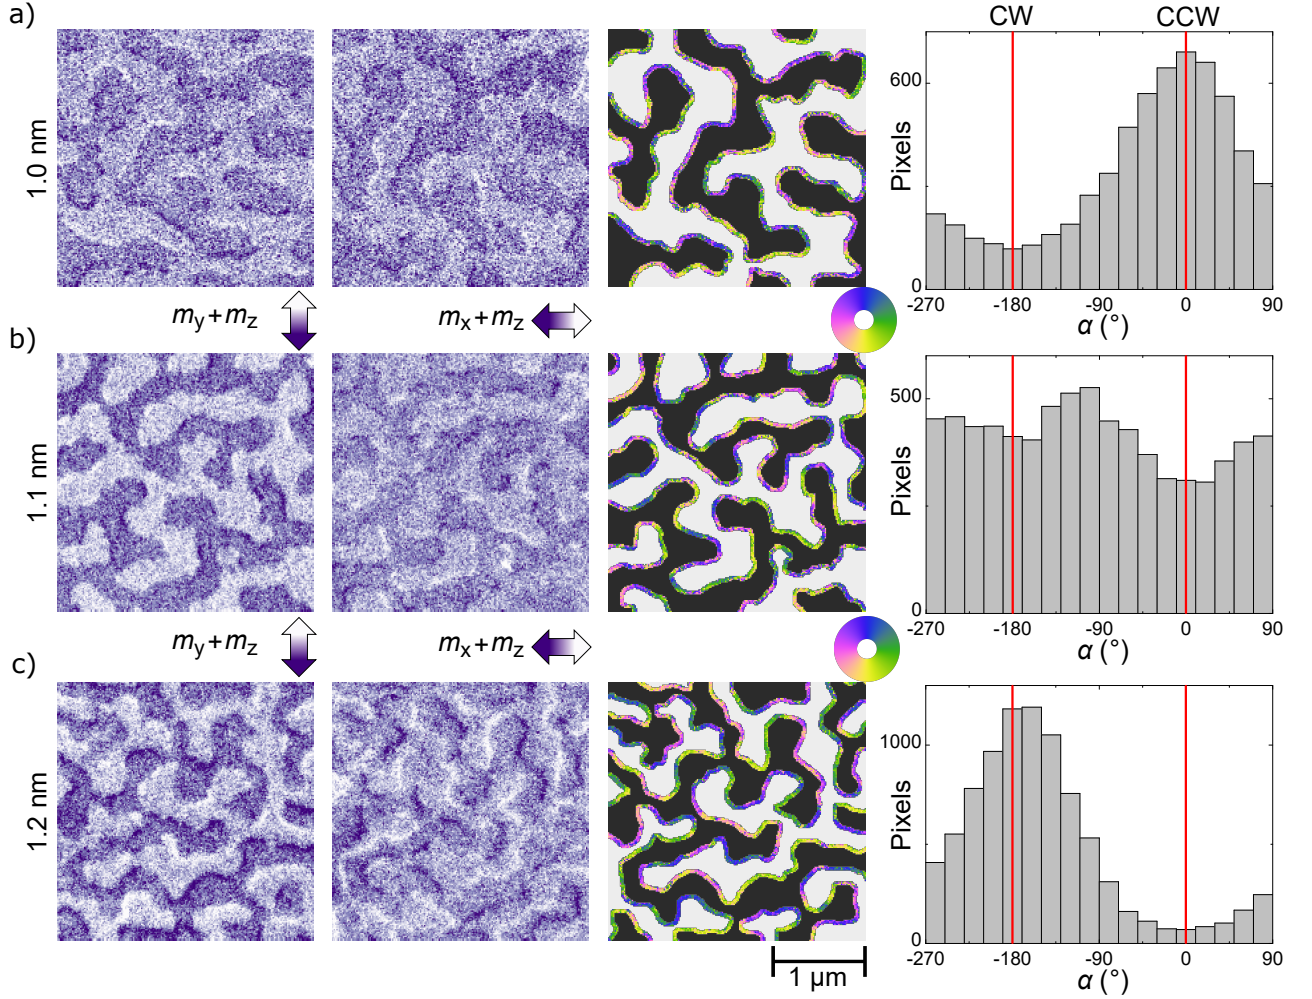 a)
CW CCW
1.0 nm
Pixels
600
0
-270 -180 -90 0 90
α (°)
my+mz
mx+mz
b)
1.1 nm
Pixels
500
0
-270 -180 -90 0 90
α (°)
my+mz
mx+mz
c)
1.2 nm
Pixels
1000
0
-270 -180 -90 0 90
α (°)
1 μm